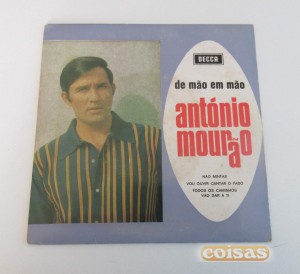 DECCA
de mão em mão
antónio
mourão
NÃO MINTAS
VOU OUVIR CANTAR O FADO
TODOS OS CAMINHOS
VÃO DAR A TI
coisas